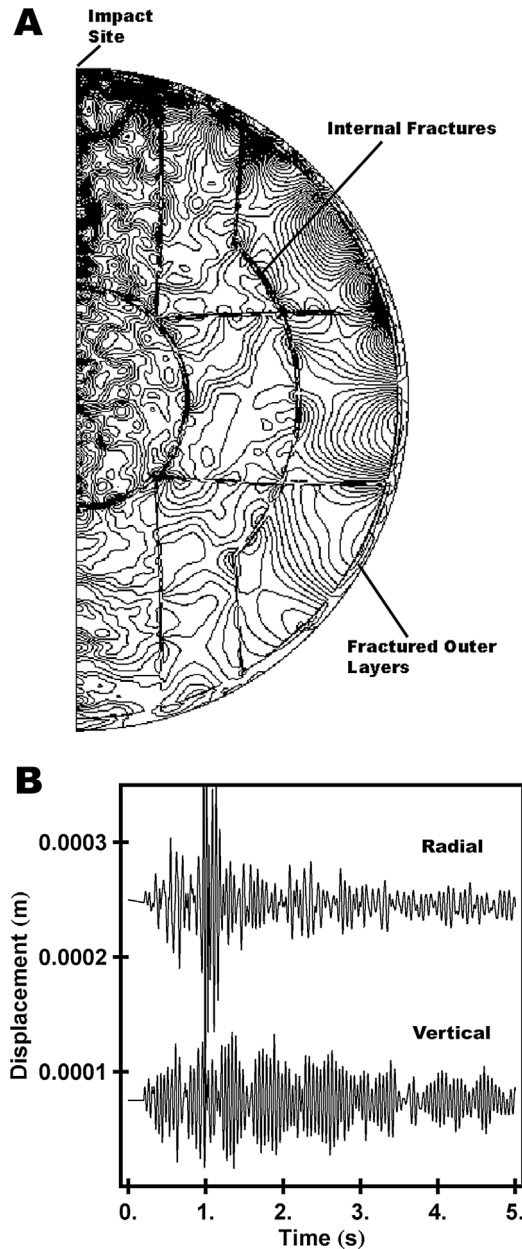 A
Impact
Site
Internal Fractures
Fractured Outer
Layers
B
Displacement (m)
0.0003
0.0002
0.0001
Radial
Vertical
0. 1. 2. 3. 4. 5.
Time (s)